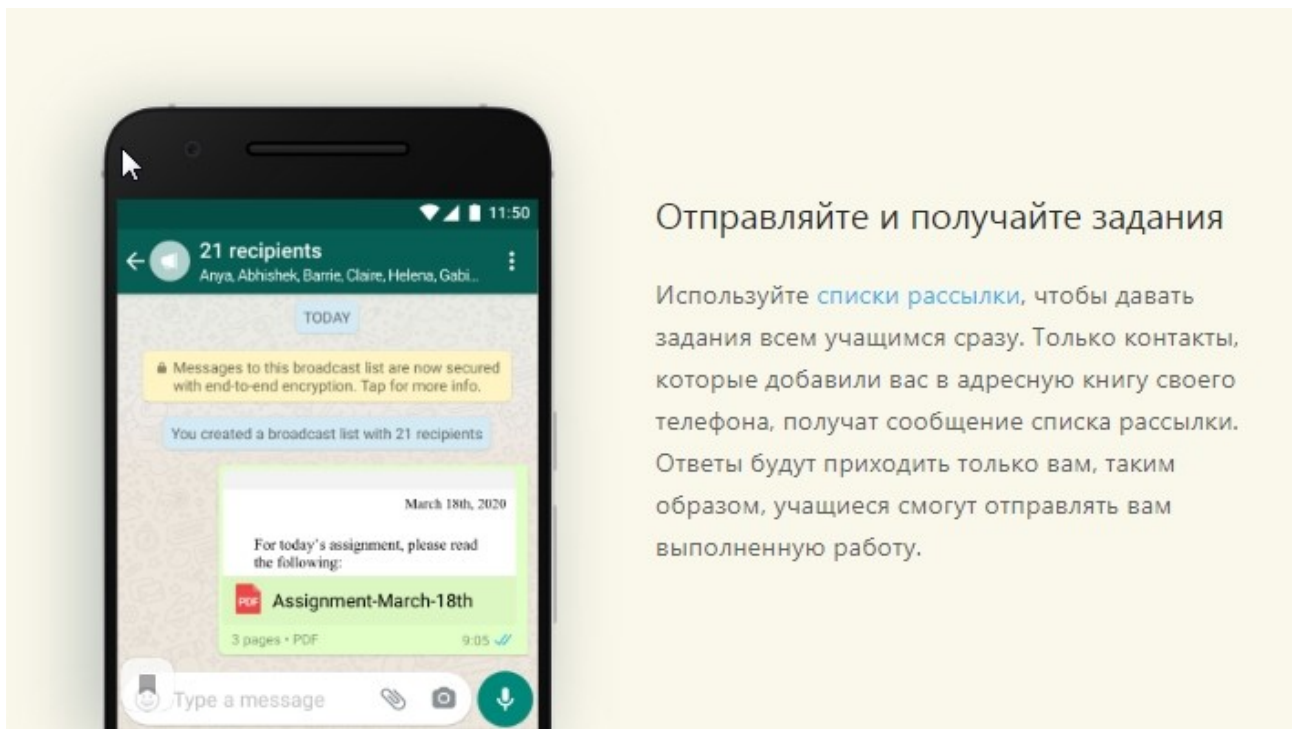 11:50
21 recipients
Anya, Abhishek, Barrie, Claire, Helena, Gabi...
TODAY
Messages to this broadcast list are now secured
with end-to-end encryption. Tap for more info.
You created a broadcast list with 21 recipients
March 18th, 2020
For today's assignment, please read
the following:
PDF
Assignment-March-18th
3 pages • PDF 9:05
Type a message
Отправляйте и получайте задания
Используйте списки рассылки, чтобы давать
задания всем учащимся сразу. Только контакты,
которые добавили вас в адресную книгу своего
телефона, получат сообщение списка рассылки.
Ответы будут приходить только вам, таким
образом, учащиеся смогут отправлять вам
выполненную работу.